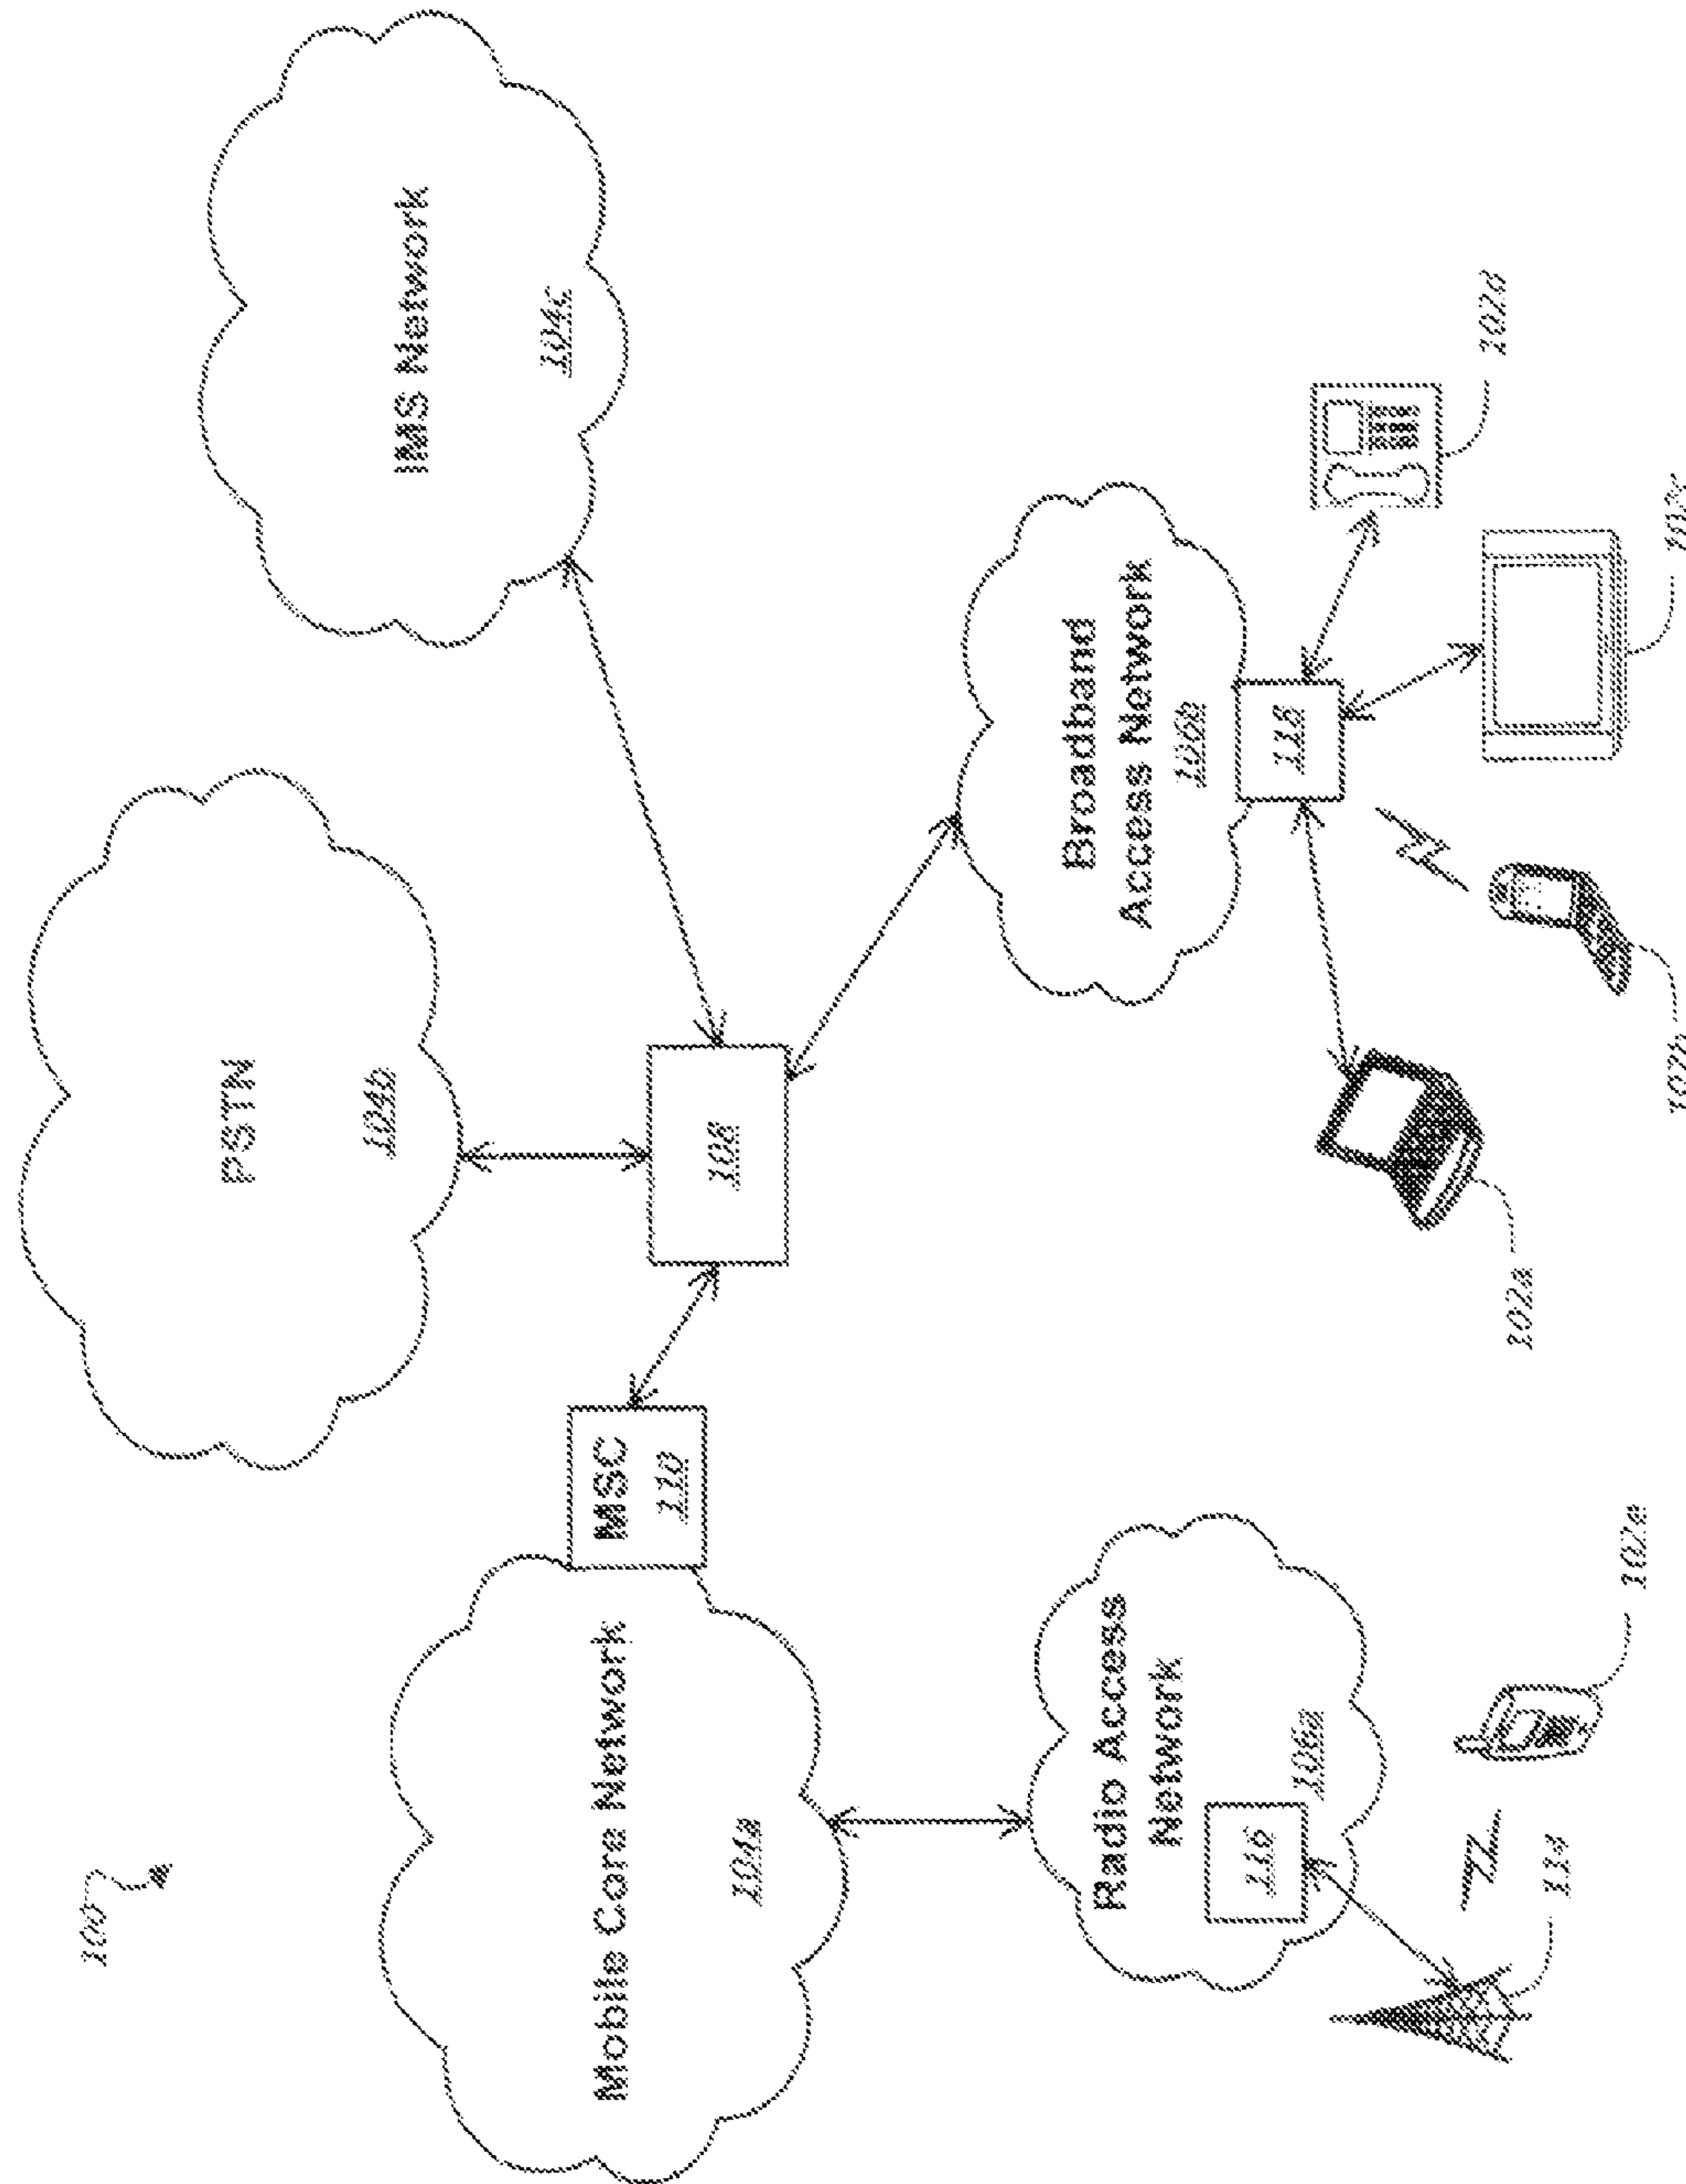 100
PSTN
104b
IMS Network
104c
Mobile Core Network
104a
MSC
110
108
Radio Access
Network
106a
116
Broadband
Access Network
106b
118
114
102e
102a
102b
102c
102d